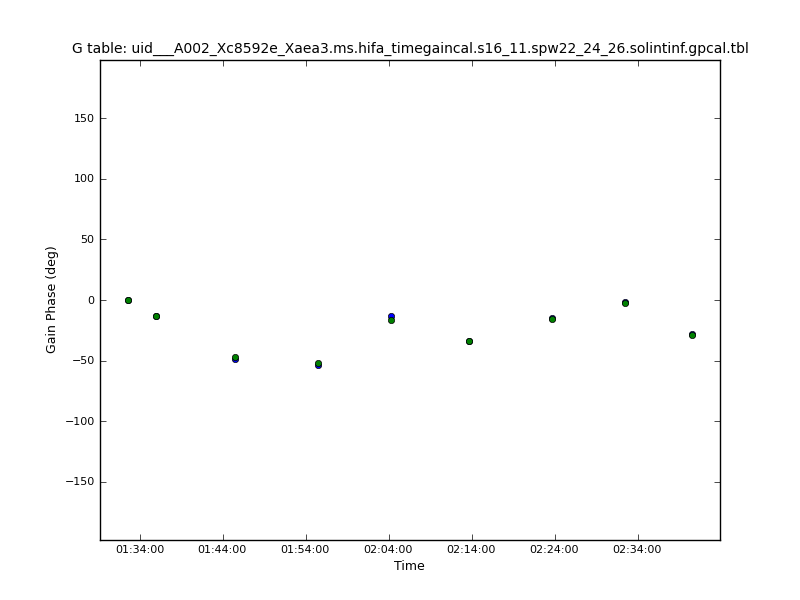 G table: uid___A002_Xc8592e_Xaea3.ms.hifa_timegaincal.s16_11.spw22_24_26.solintinf.gpcal.tbl
150
100
50
0
−50
−100
−150
Gain Phase (deg)
01:34:00 01:44:00 01:54:00 02:04:00 02:14:00 02:24:00 02:34:00
Time